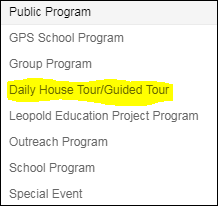 Public Program
GPS School Program
Group Program
Daily House Tour/Guided Tour
Leopold Education Project Program
Outreach Program
School Program
Special Event